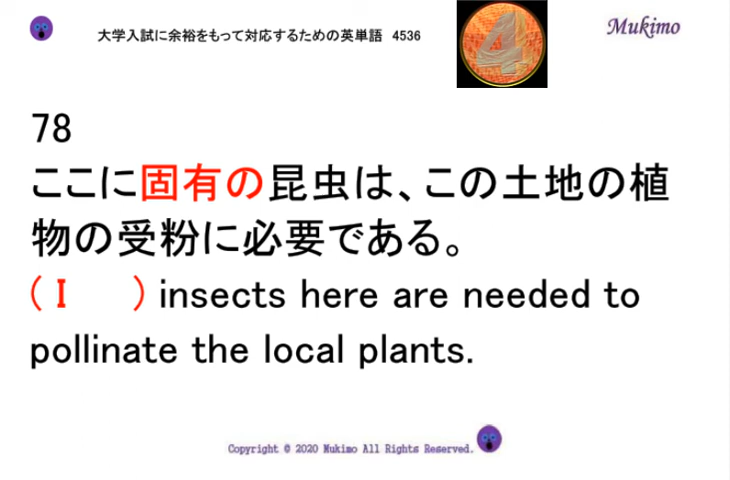 大学入試に余裕をもって対応するための英単語 4536
4
Mukimo
78
ここに固有の昆虫は、この土地の植
物の受粉に必要である。
( I ) insects here are needed to
pollinate the local plants.
Copyright © 2020 Mukimo All Rights Reserved.